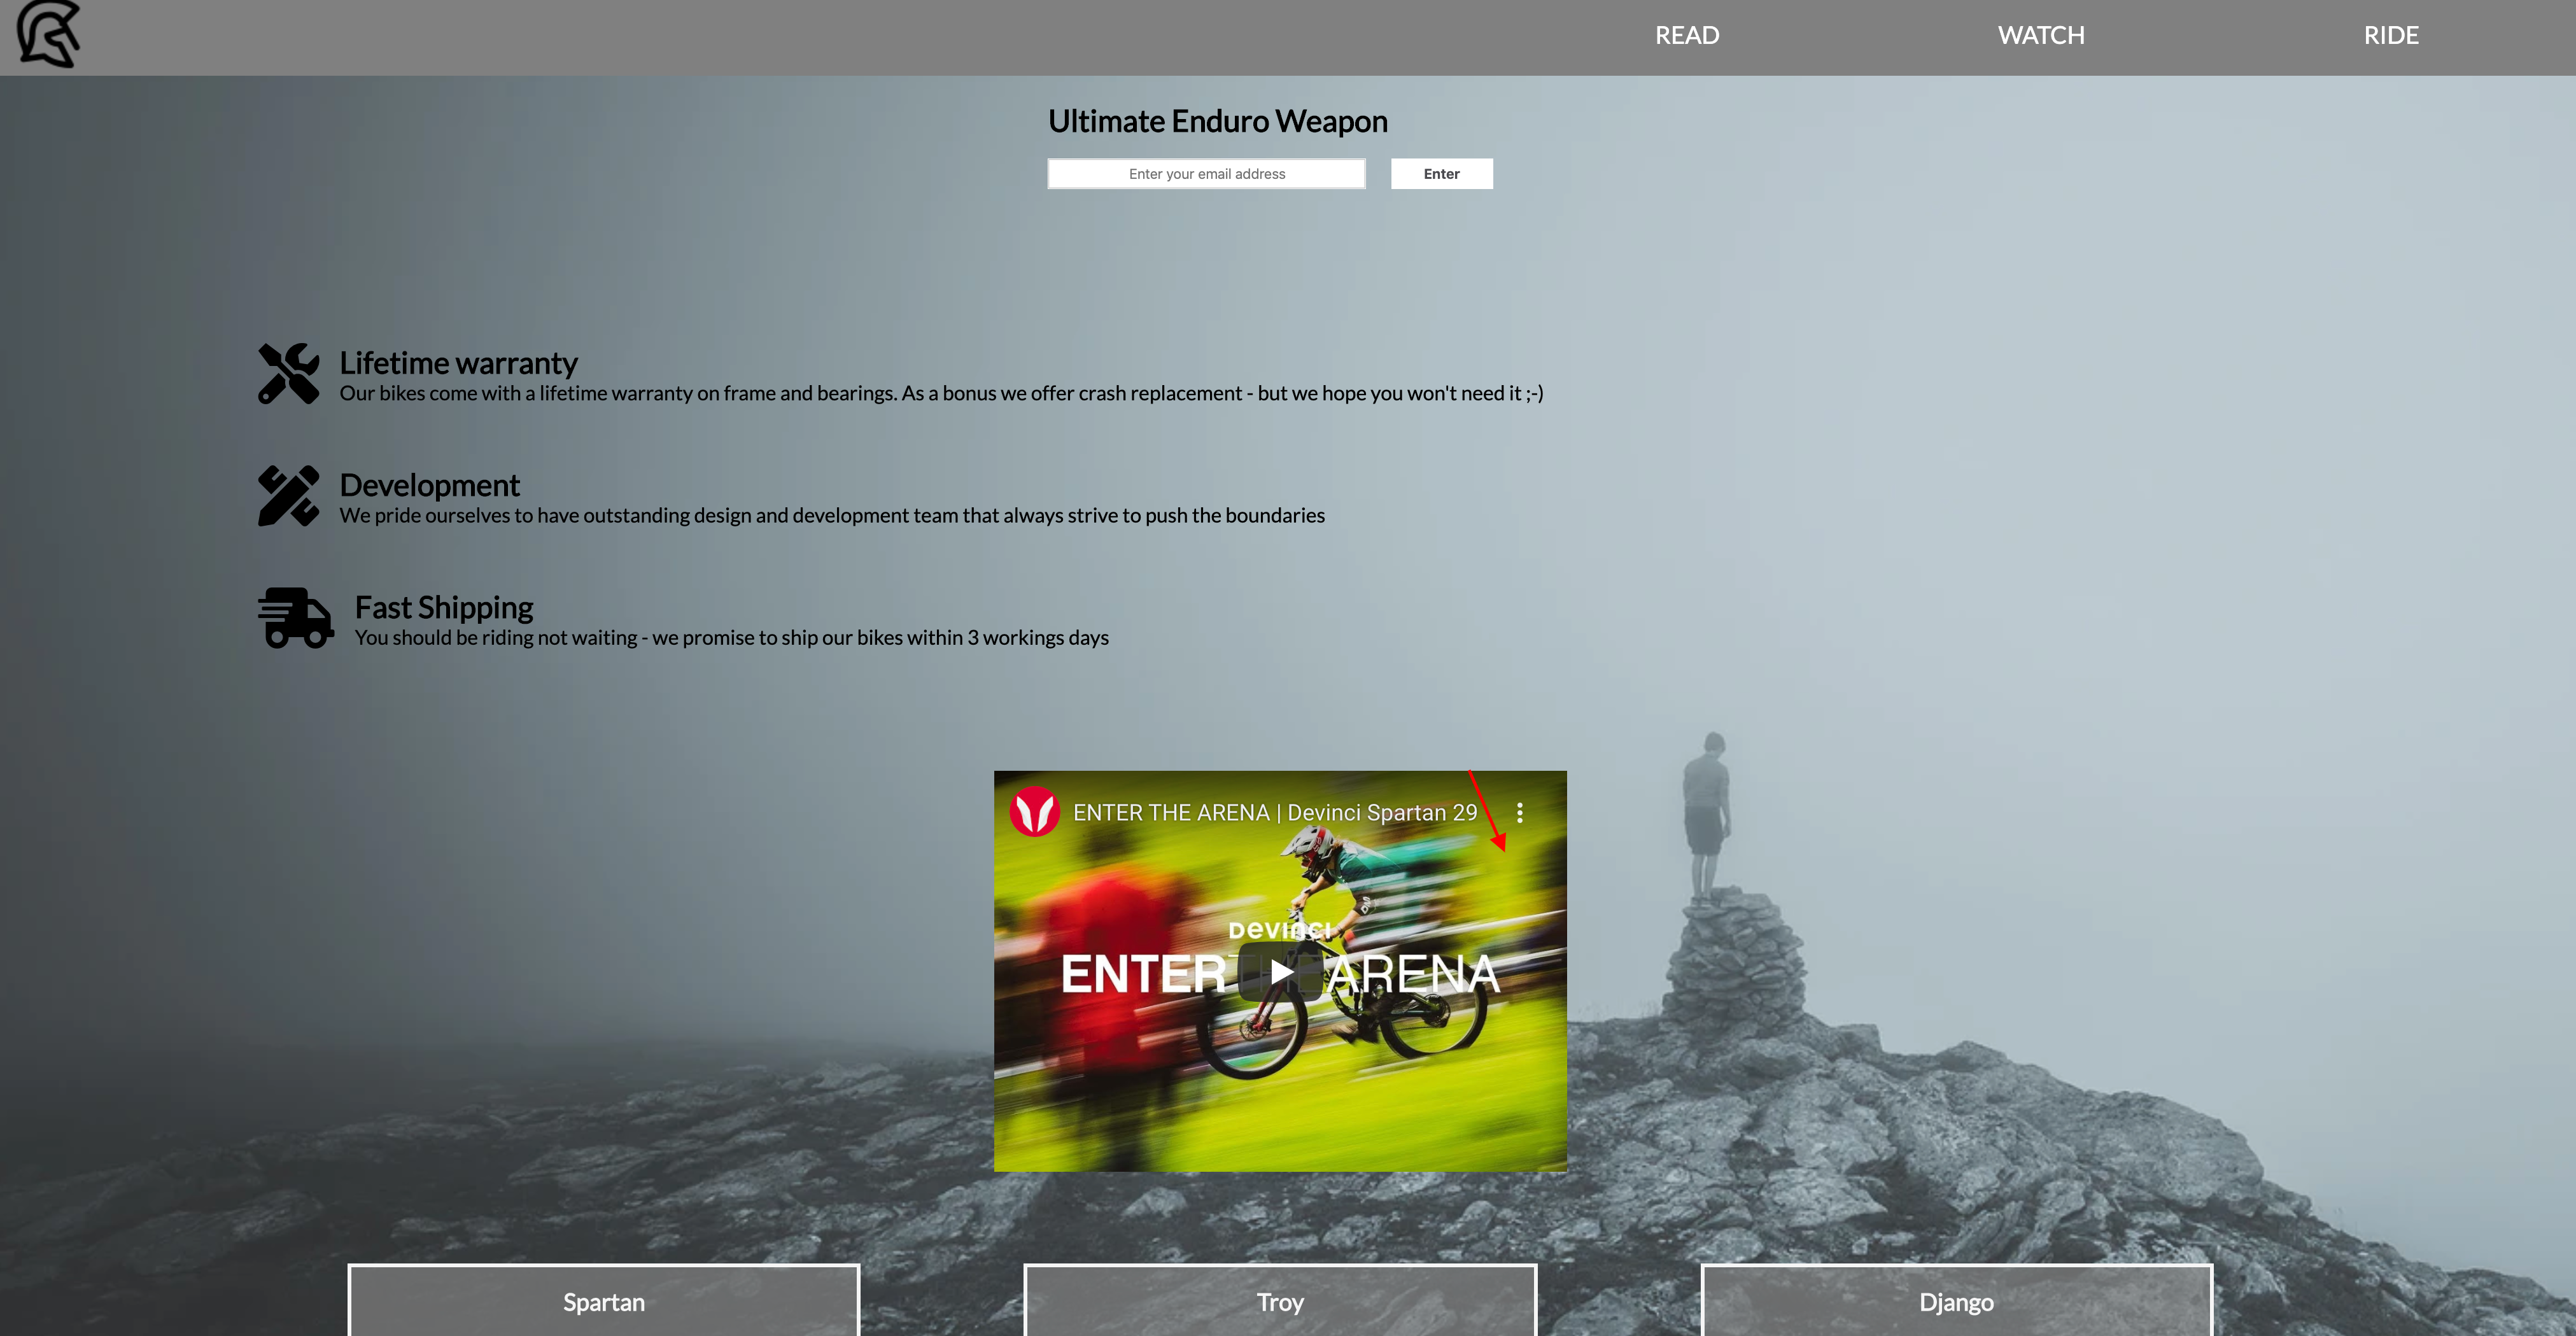 READ
WATCH
RIDE
Ultimate Enduro Weapon
Enter your email address
Enter
Lifetime warranty
Our bikes come with a lifetime warranty on frame and bearings. As a bonus we offer crash replacement - but we hope you won't need it ;-)
Development
We pride ourselves to have outstanding design and development team that always strive to push the boundaries
Fast Shipping
You should be riding not waiting - we promise to ship our bikes within 3 workings days
ENTER THE ARENA | Devinci Spartan 29
DEVINCI
ENTER ARENA
Spartan
Troy
Django